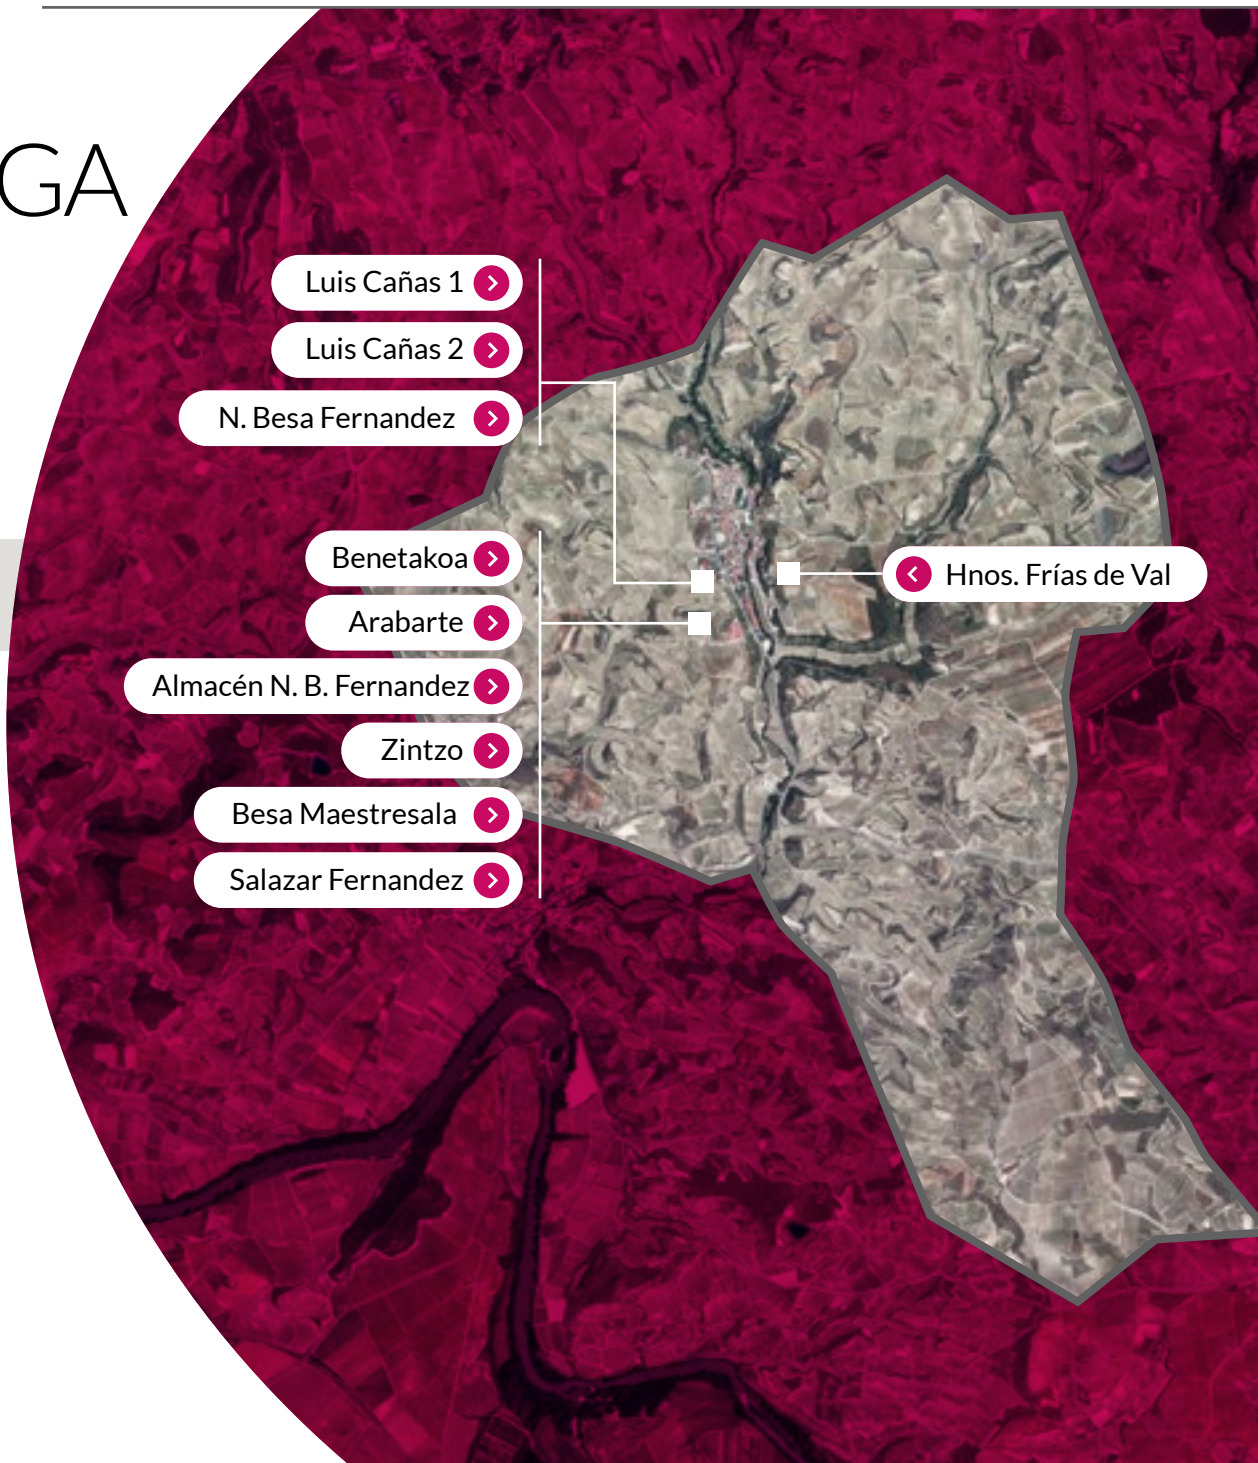 GA
Luis Cañas 1
Luis Cañas 2
N. Besa Fernandez
Benetakoa
Hnos. Frías de Val
Arabarte
Almacén N. B. Fernandez
Zintzo
Besa Maestresala
Salazar Fernandez